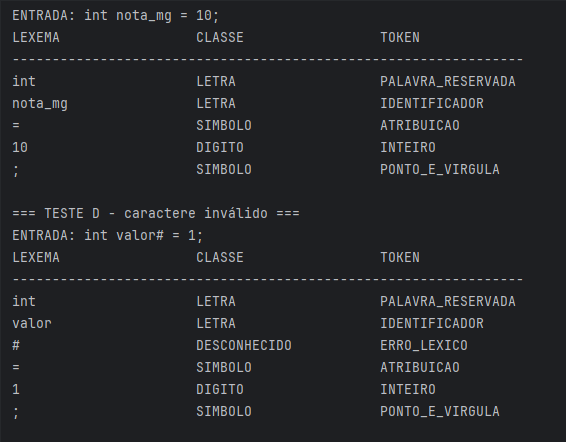 ENTRADA: int nota_mg = 10;
LEXEMA CLASSE TOKEN
----------------------------------------------------------------
int LETRA PALAVRA_RESERVADA
nota_mg LETRA IDENTIFICADOR
= SIMBOLO ATRIBUICAO
10 DIGITO INTEIRO
; SIMBOLO PONTO_E_VIRGULA
=== TESTE D - caractere inválido ===
ENTRADA: int valor# = 1;
LEXEMA CLASSE TOKEN
----------------------------------------------------------------
int LETRA PALAVRA_RESERVADA
valor LETRA IDENTIFICADOR
# DESCONHECIDO ERRO_LEXICO
= SIMBOLO ATRIBUICAO
1 DIGITO INTEIRO
; SIMBOLO PONTO_E_VIRGULA